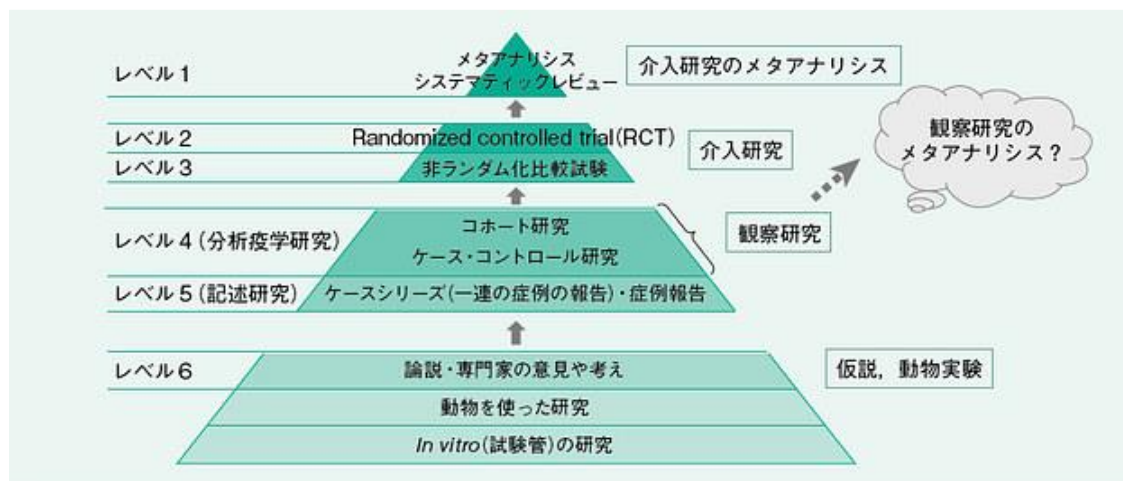 レベル1
メタアナリシス
システマティックレビュー
介入研究のメタアナリシス
観察研究の
メタアナリシス？
レベル2
Randomized controlled trial(RCT)
介入研究
レベル3
非ランダム化比較試験
レベル4(分析疫学研究)
コホート研究
ケース・コントロール研究
観察研究
レベル5(記述研究)
ケースシリーズ(一連の症例の報告)・症例報告
レベル6
論説・専門家の意見や考え
仮説，動物実験
動物を使った研究
In vitro(試験管)の研究